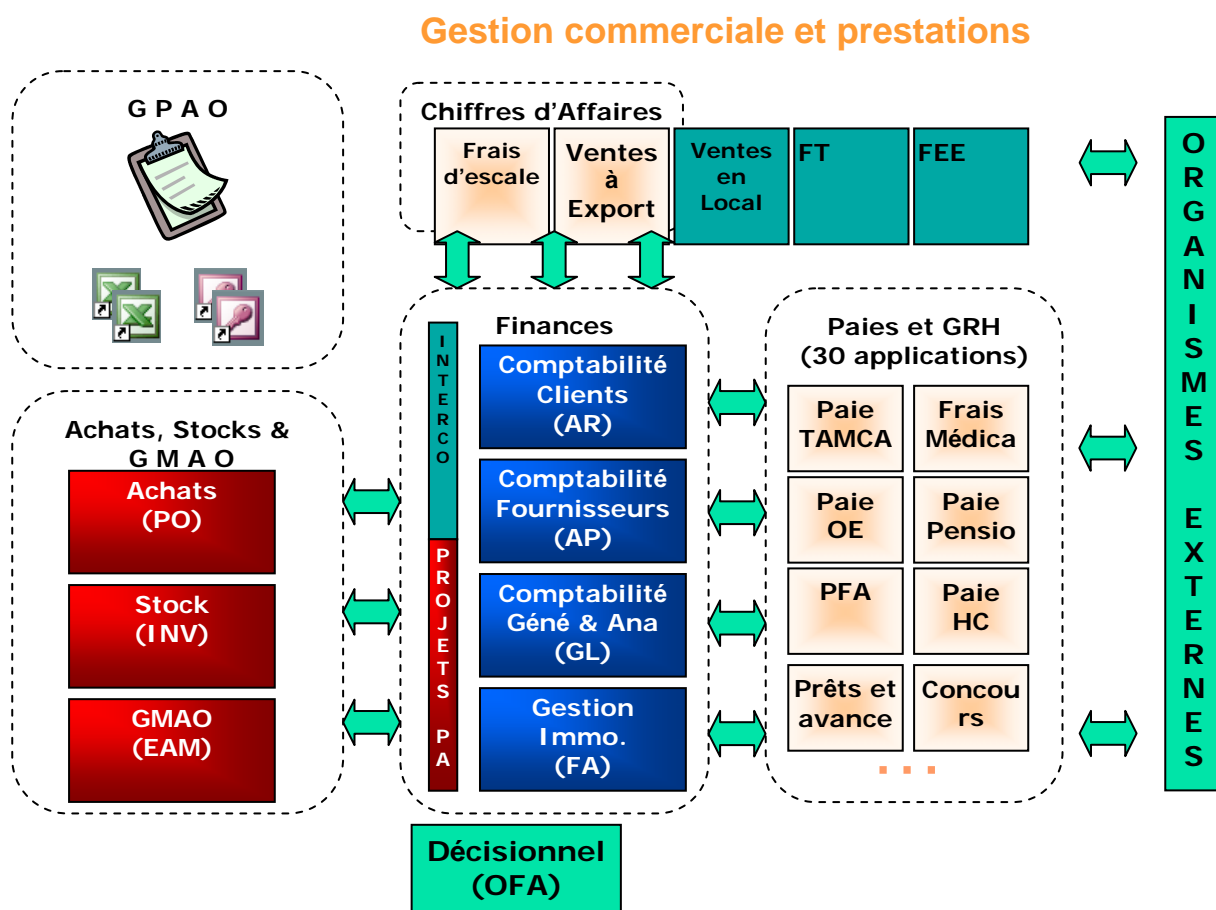 Gestion commerciale et prestations
G P A O
Chiffres d'Affaires
Frais
d'escale
Ventes
à
Export
Ventes
en
Local
FT
FEE
Achats, Stocks &
G M A O
Achats
(PO)
Stock
(INV)
GMAO
(EAM)
INTERCO
PROJETS PA
Finances
Comptabilité
Clients
(AR)
Comptabilité
Fournisseurs
(AP)
Comptabilité
Géné & Ana
(GL)
Gestion
Immo.
(FA)
Paies et GRH
(30 applications)
Paie
TAMCA
Frais
Médica
Paie
OE
Paie
Pensio
PFA
Paie
HC
Prêts et
avance
Concou
rs
. . .
ORGANISMES EXTERNES
Décisionnel
(OFA)